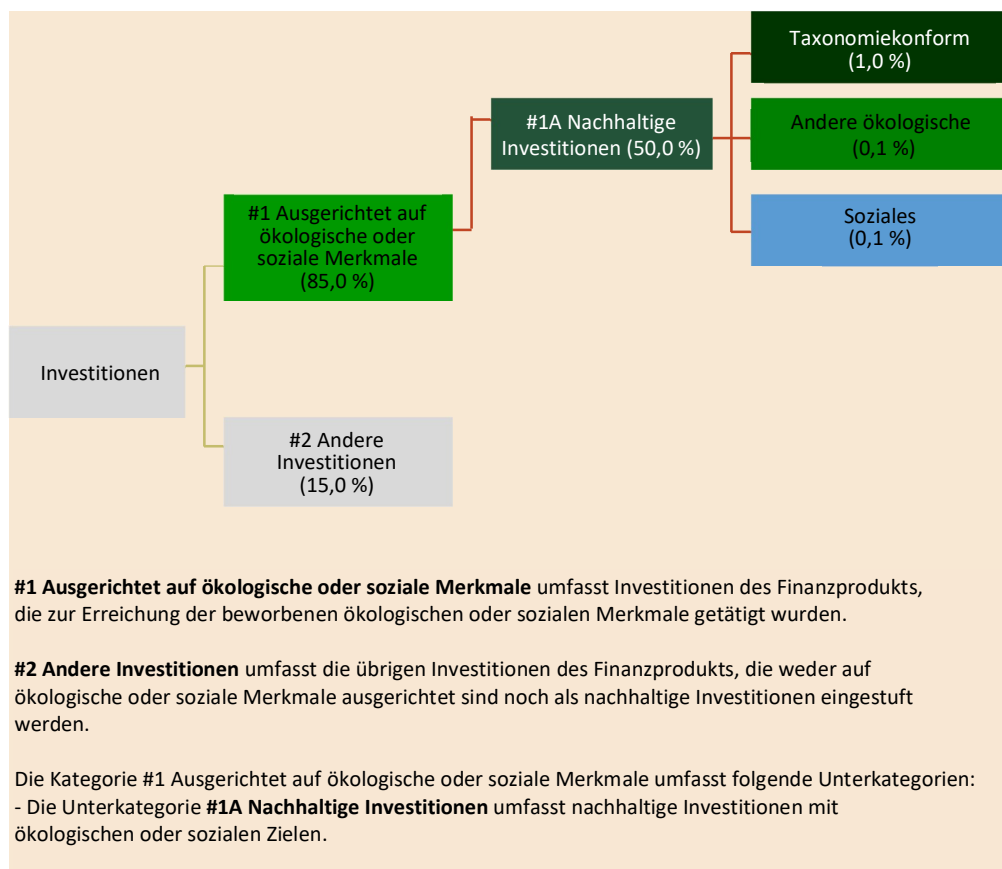 Taxonomiekonform
(1,0 %)
#1A Nachhaltige
Investitionen (50,0 %)
Andere ökologische
(0,1 %)
Soziales
(0,1 %)
#1 Ausgerichtet auf
ökologische oder
soziale Merkmale
(85,0 %)
Investitionen
#2 Andere
Investitionen
(15,0 %)
#1 Ausgerichtet auf ökologische oder soziale Merkmale umfasst Investitionen des Finanzprodukts,
die zur Erreichung der beworbenen ökologischen oder sozialen Merkmale getätigt wurden.
#2 Andere Investitionen umfasst die übrigen Investitionen des Finanzprodukts, die weder auf
ökologische oder soziale Merkmale ausgerichtet sind noch als nachhaltige Investitionen eingestuft
werden.
Die Kategorie #1 Ausgerichtet auf ökologische oder soziale Merkmale umfasst folgende Unterkategorien:
- Die Unterkategorie #1A Nachhaltige Investitionen umfasst nachhaltige Investitionen mit
ökologischen oder sozialen Zielen.